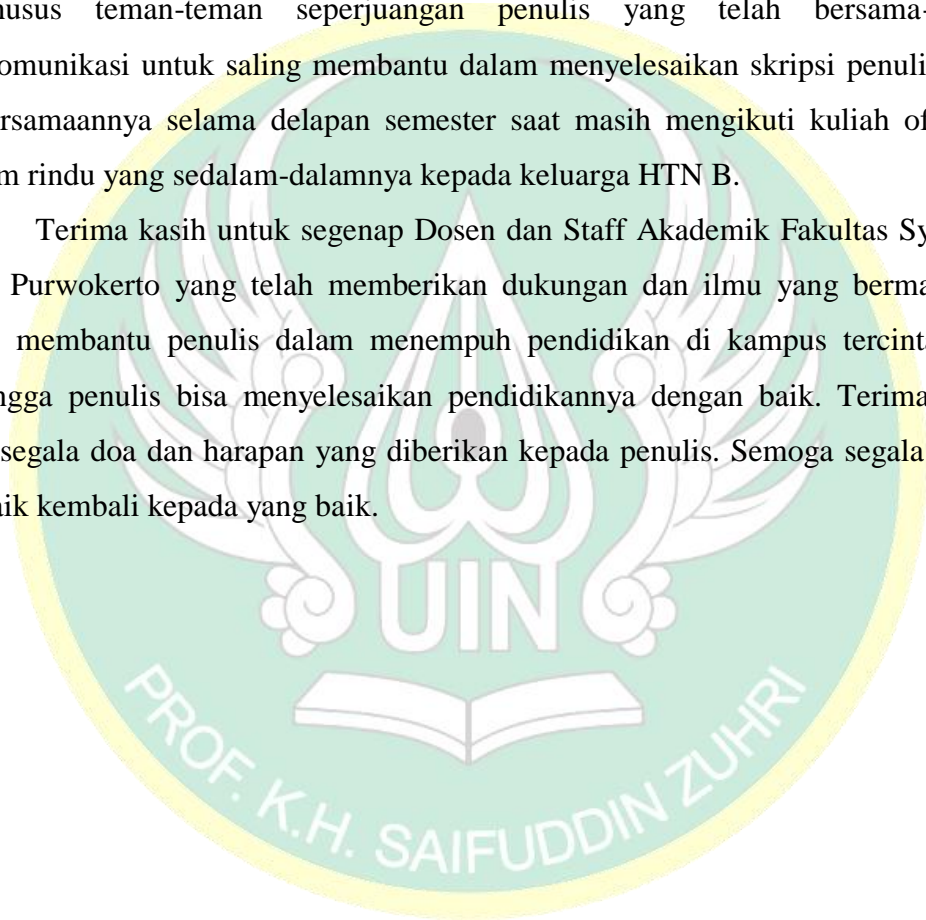 husus teman-teman seperjuangan penulis yang telah bersama-
omunikasi untuk saling membantu dalam menyelesaikan skripsi penuli
rsamaannya selama delapan semester saat masih mengikuti kuliah of
m rindu yang sedalam-dalamnya kepada keluarga HTN B.
Terima kasih untuk segenap Dosen dan Staff Akademik Fakultas Sy
Purwokerto yang telah memberikan dukungan dan ilmu yang berma
membantu penulis dalam menempuh pendidikan di kampus tercint
ngga penulis bisa menyelesaikan pendidikannya dengan baik. Terima
segala doa dan harapan yang diberikan kepada penulis. Semoga segala
aik kembali kepada yang baik.
UIN
PROF. K.H. SAIFUDDIN ZUHRI